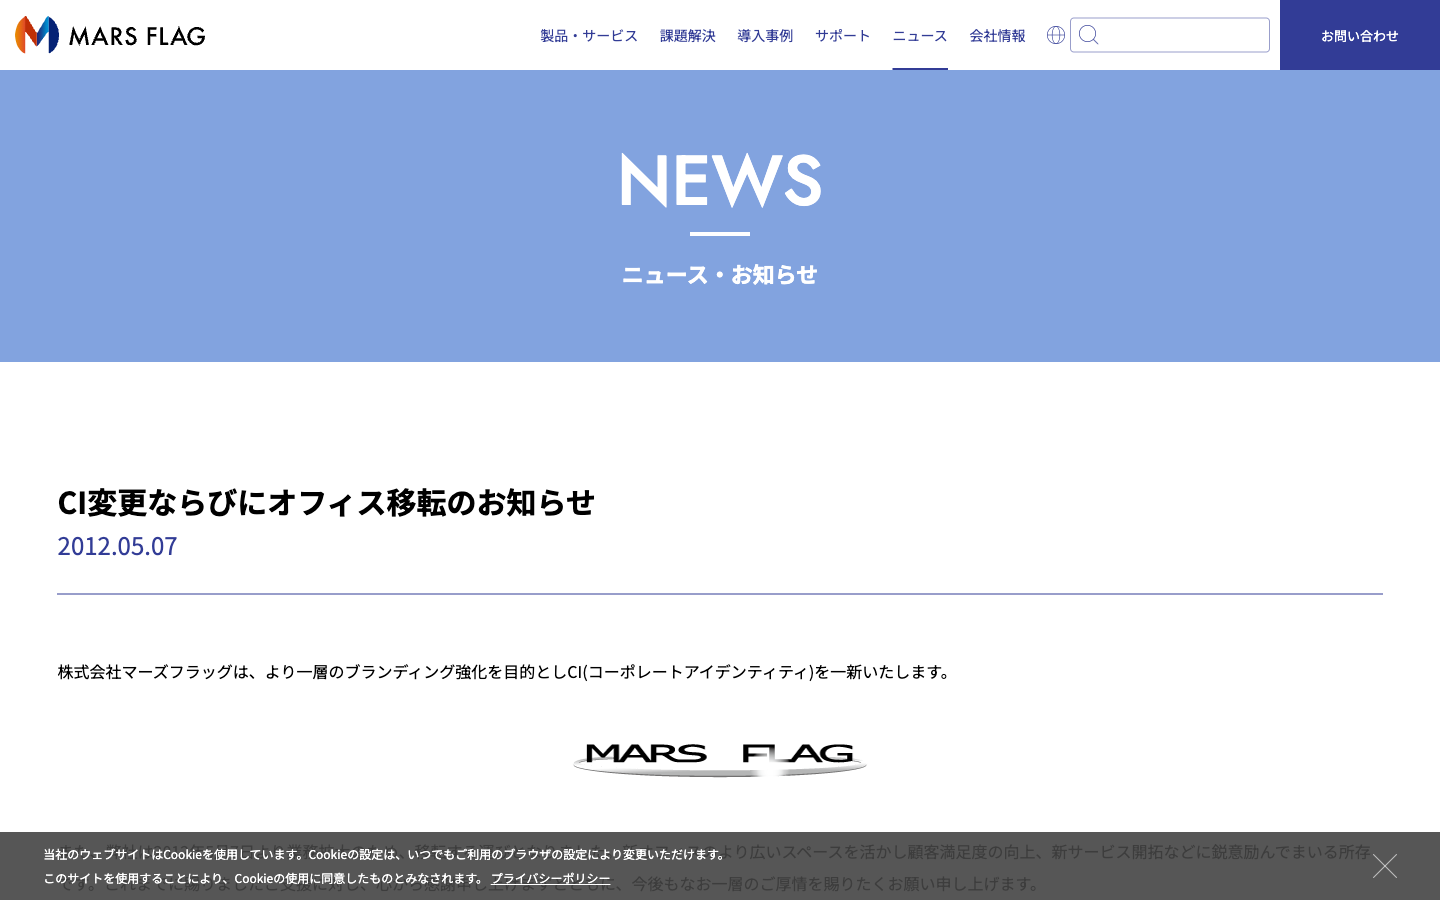 MARS FLAG
製品・サービス
課題解決
導入事例
サポート
ニュース
会社情報
お問い合わせ
NEWS
ニュース・お知らせ
CI変更ならびにオフィス移転のお知らせ
2012.05.07
株式会社マーズフラッグは、より一層のブランディング強化を目的としCI(コーポレートアイデンティティ)を一新いたします。
MARS FLAG
当社のウェブサイトはCookieを使用しています。Cookieの設定は、いつでもご利用のブラウザの設定により変更いただけます。
このサイトを使用することにより、Cookieの使用に同意したものとみなされます。 プライバシーポリシー
より広いスペースを活かし顧客満足度の向上、新サービス開拓などに鋭意励んでまいる所存
今後もなお一層のご厚情を賜りたくお願い申し上げます。